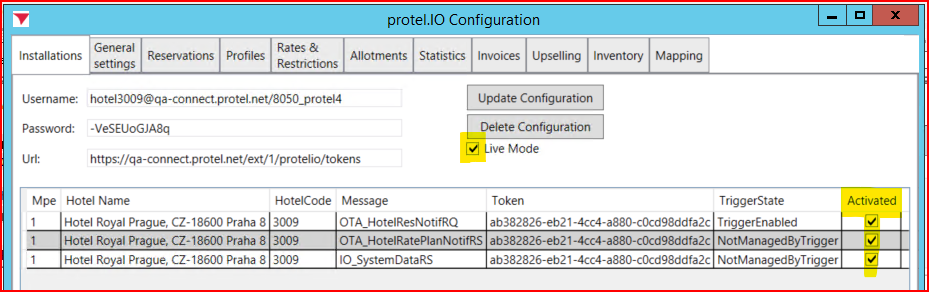 protel.IO Configuration
Installations
General settings
Reservations
Profiles
Rates & Restrictions
Allotments
Statistics
Invoices
Upselling
Inventory
Mapping
Username: hotel3009@qa-connect.protel.net/8050_protel4
Update Configuration
Password: -VeSEUoGJA8q
Delete Configuration
Live Mode
Url: https://qa-connect.protel.net/ext/1/protelio/tokens
Mpe Hotel Name HotelCode Message Token TriggerState Activated
1 Hotel Royal Prague, CZ-18600 Praha 8 3009 OTA_HotelResNotifRQ ab382826-eb21-4cc4-a880-c0cd98ddfa2c TriggerEnabled
1 Hotel Royal Prague, CZ-18600 Praha 8 3009 OTA_HotelRatePlanNotifRS ab382826-eb21-4cc4-a880-c0cd98ddfa2c NotManagedByTrigger
1 Hotel Royal Prague, CZ-18600 Praha 8 3009 IO_SystemDataRS ab382826-eb21-4cc4-a880-c0cd98ddfa2c NotManagedByTrigger